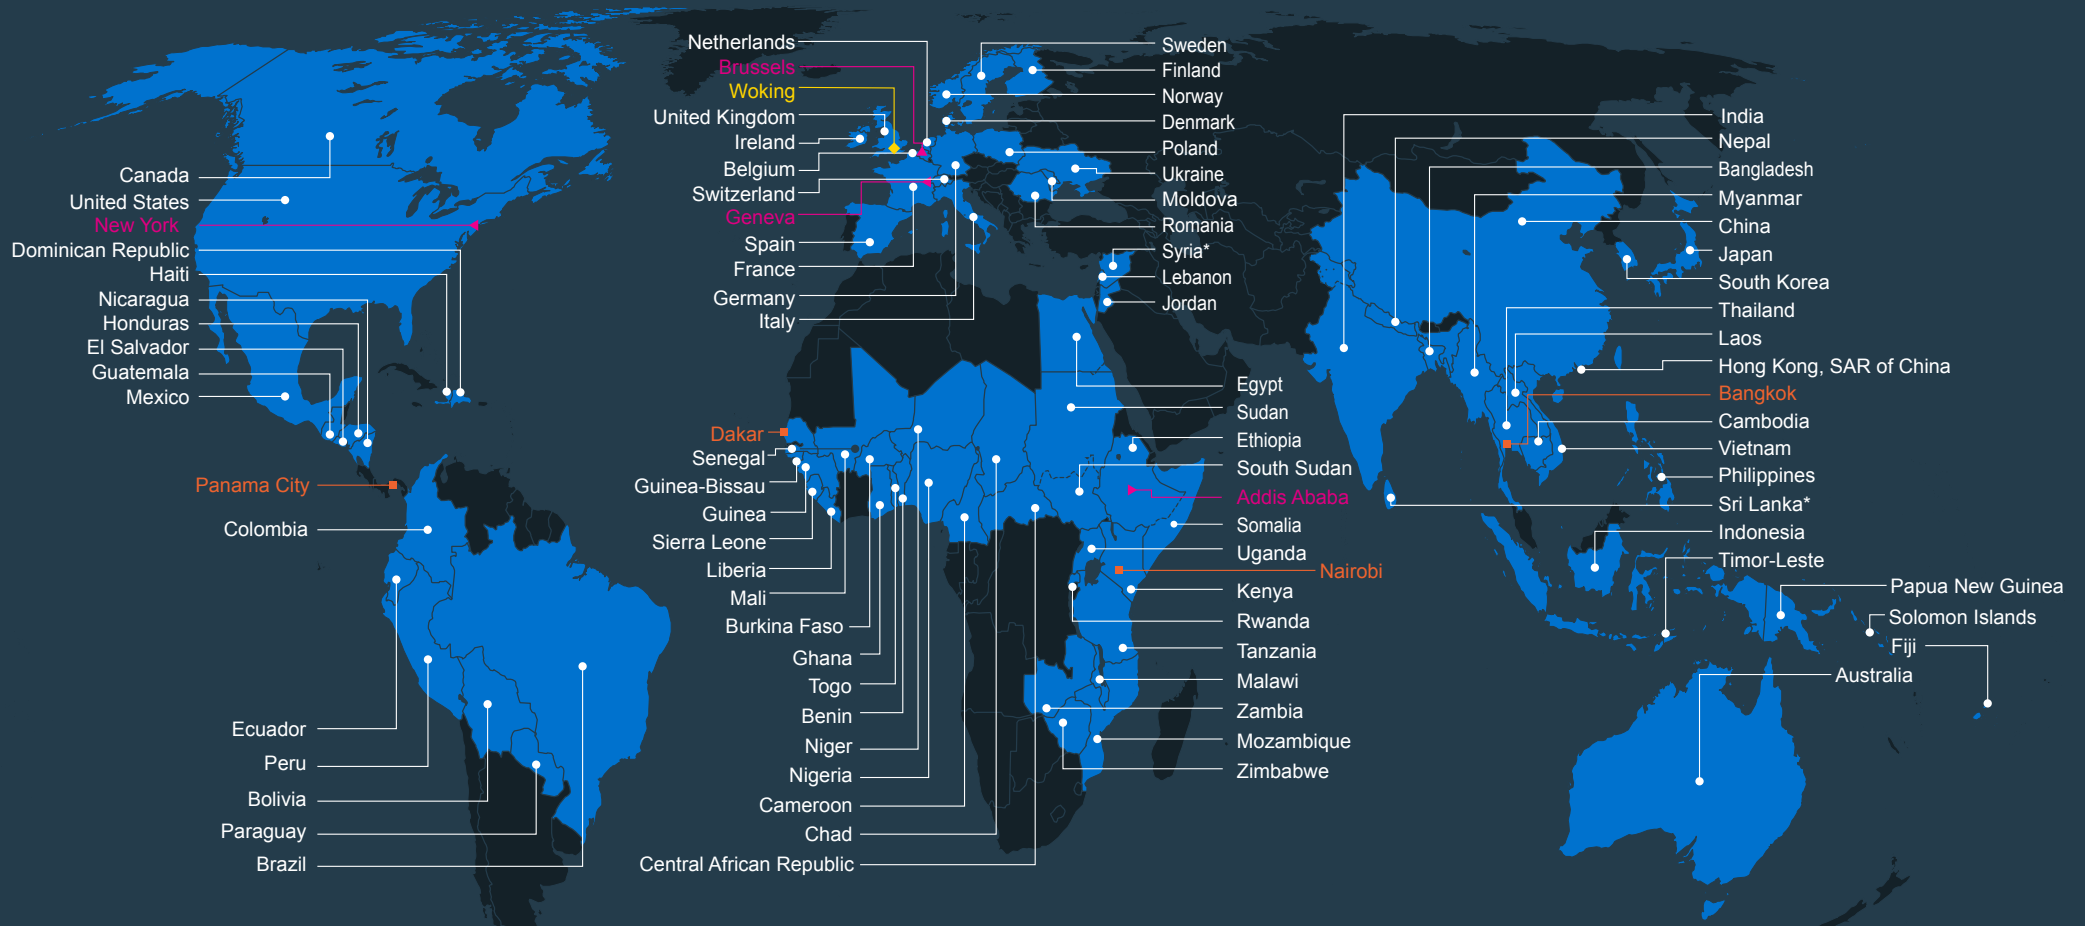 Canada
United States
New York
Dominican Republic
Haiti
Nicaragua
Honduras
El Salvador
Guatemala
Mexico
Panama City
Colombia
Ecuador
Peru
Bolivia
Paraguay
Brazil
Netherlands
Brussels
Woking
United Kingdom
Ireland
Belgium
Switzerland
Geneva
Spain
France
Germany
Italy
Sweden
Finland
Norway
Denmark
Poland
Ukraine
Moldova
Romania
Syria*
Lebanon
Jordan
Dakar
Senegal
Guinea-Bissau
Guinea
Sierra Leone
Liberia
Mali
Burkina Faso
Ghana
Togo
Benin
Niger
Nigeria
Cameroon
Chad
Central African Republic
Egypt
Sudan
Ethiopia
South Sudan
Addis Ababa
Somalia
Uganda
Nairobi
Kenya
Rwanda
Tanzania
Malawi
Zambia
Mozambique
Zimbabwe
India
Nepal
Bangladesh
Myanmar
China
Japan
South Korea
Thailand
Laos
Hong Kong, SAR of China
Bangkok
Cambodia
Vietnam
Philippines
Sri Lanka*
Indonesia
Timor-Leste
Papua New Guinea
Solomon Islands
Fiji
Australia